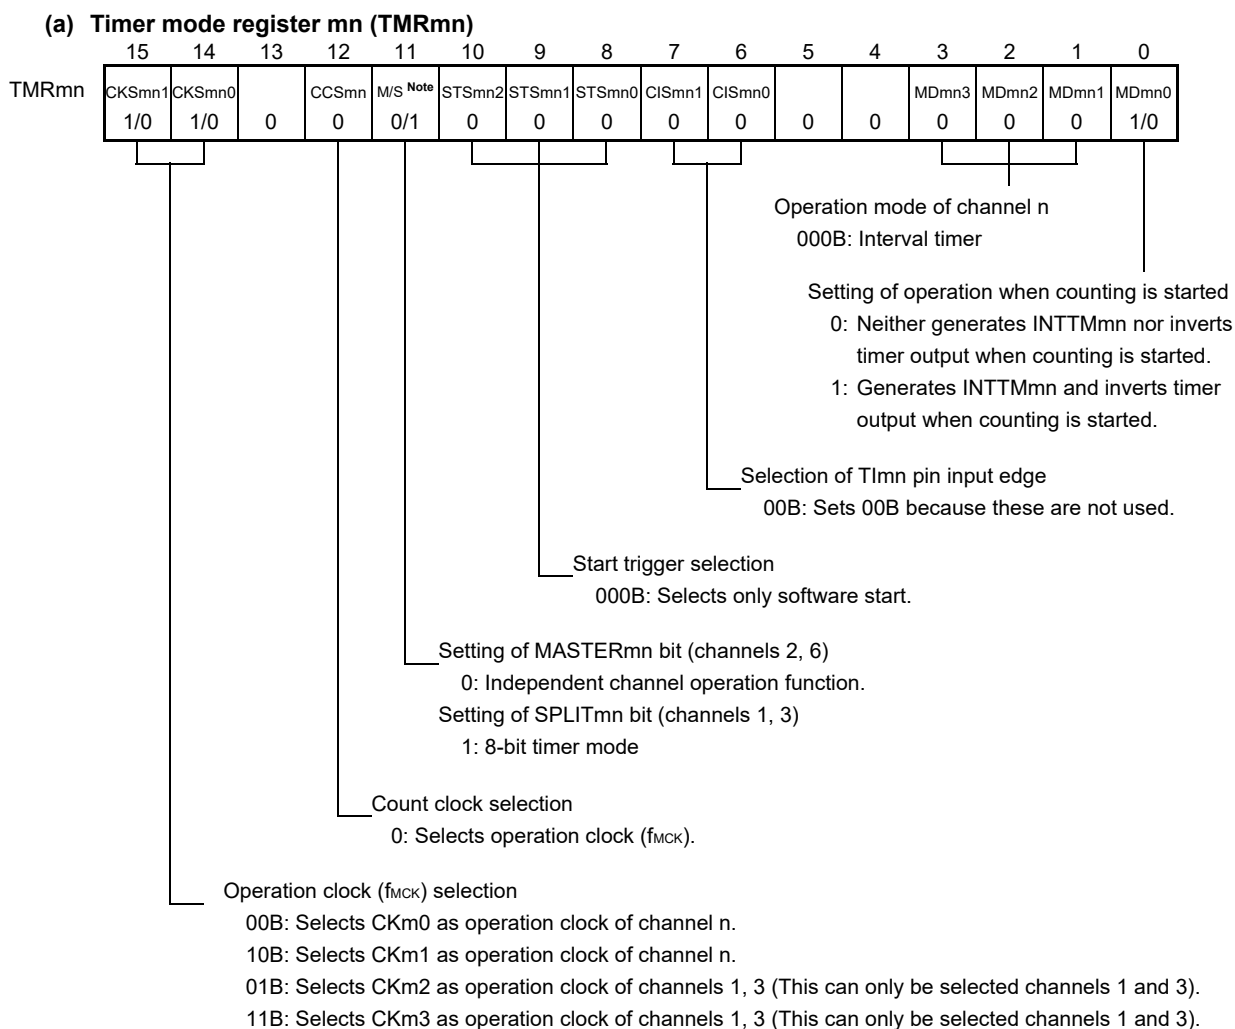 (a) Timer mode register mn (TMRmn)
15 14 13 12 11 10 9 8 7 6 5 4 3 2 1 0
TMRmn CKSmn1 CKSmn0 CCSmn M/S Note STSmn2 STSmn1 STSmn0 CISmn1 CISmn0 MDmn3 MDmn2 MDmn1 MDmn0
1/0 1/0 0 0 0/1 0 0 0 0 0 0 0 0 0 0 1/0
Operation mode of channel n
000B: Interval timer
Setting of operation when counting is started
0: Neither generates INTTMmn nor inverts
timer output when counting is started.
1: Generates INTTMmn and inverts timer
output when counting is started.
Selection of TImn pin input edge
00B: Sets 00B because these are not used.
Start trigger selection
000B: Selects only software start.
Setting of MASTERmn bit (channels 2, 6)
0: Independent channel operation function.
Setting of SPLITmn bit (channels 1, 3)
1: 8-bit timer mode
Count clock selection
0: Selects operation clock (fMCK).
Operation clock (fMCK) selection
00B: Selects CKm0 as operation clock of channel n.
10B: Selects CKm1 as operation clock of channel n.
01B: Selects CKm2 as operation clock of channels 1, 3 (This can only be selected channels 1 and 3).
11B: Selects CKm3 as operation clock of channels 1, 3 (This can only be selected channels 1 and 3).